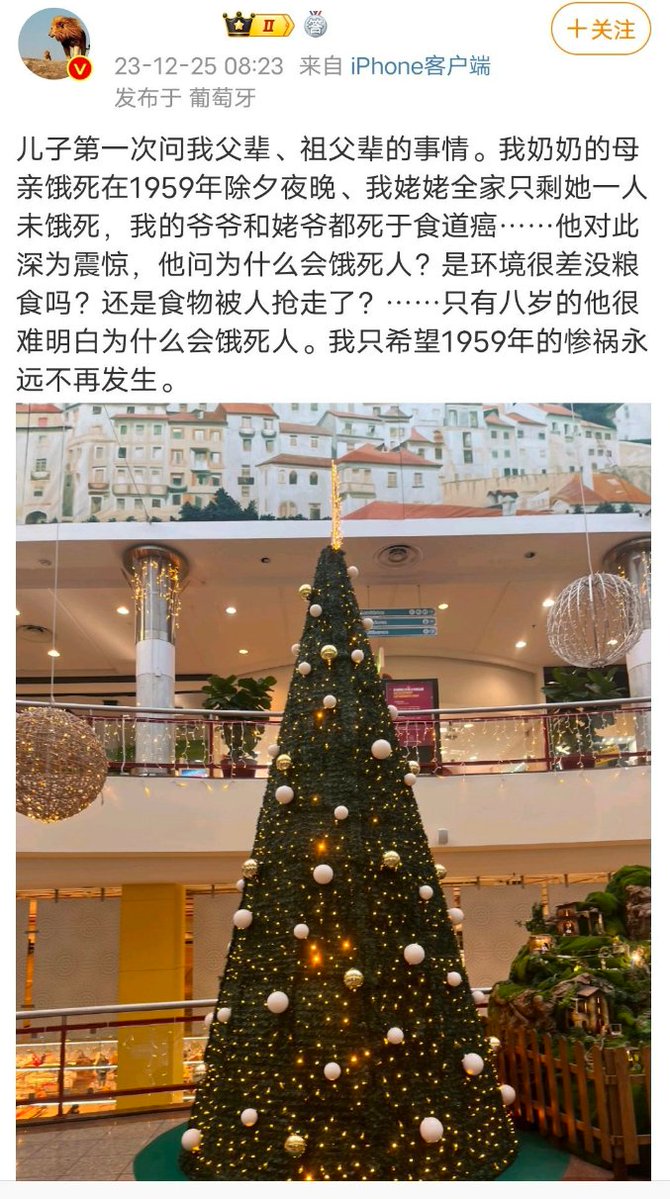 II
答
＋关注
23-12-25 08:23 来自 iPhone客户端
发布于 葡萄牙
儿子第一次问我父辈、祖父辈的事情。我奶奶的母
亲饿死在1959年除夕夜晚、我姥姥全家只剩她一人
未饿死，我的爷爷和姥爷都死于食道癌……他对此
深为震惊，他问为什么会饿死人？是环境很差没粮
食吗？还是食物被人抢走了？……只有八岁的他很
难明白为什么会饿死人。我只希望1959年的惨祸永
远不再发生。